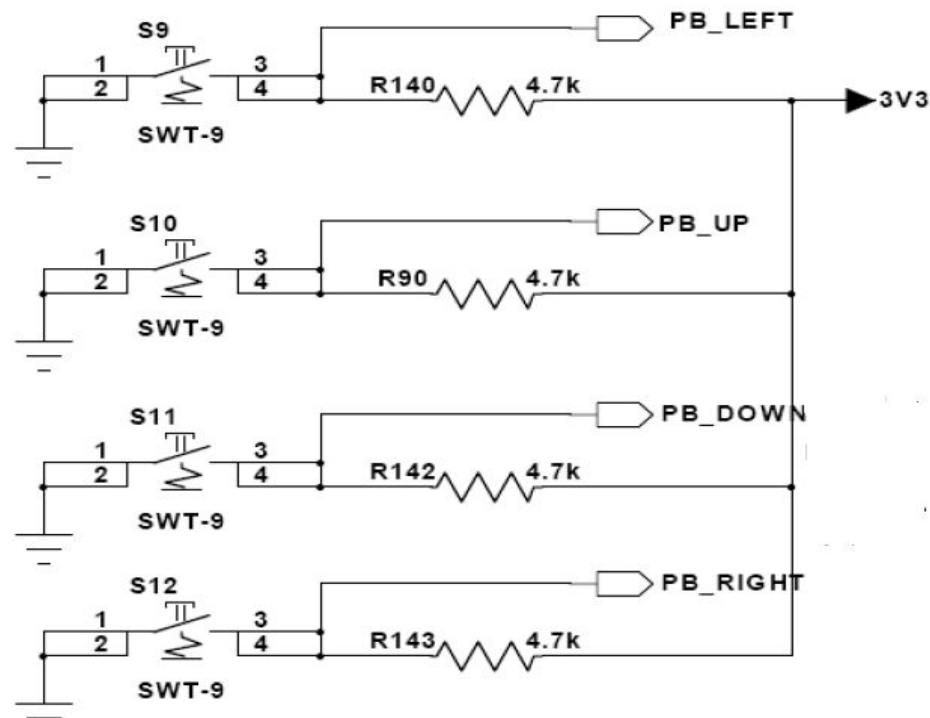 S9
PB_LEFT
1 3
2 4
R140 4.7k
3V3
SWT-9
S10
PB_UP
1 3
2 4
R90 4.7k
SWT-9
S11
PB_DOWN
1 3
2 4
R142 4.7k
SWT-9
S12
PB_RIGHT
1 3
2 4
R143 4.7k
SWT-9